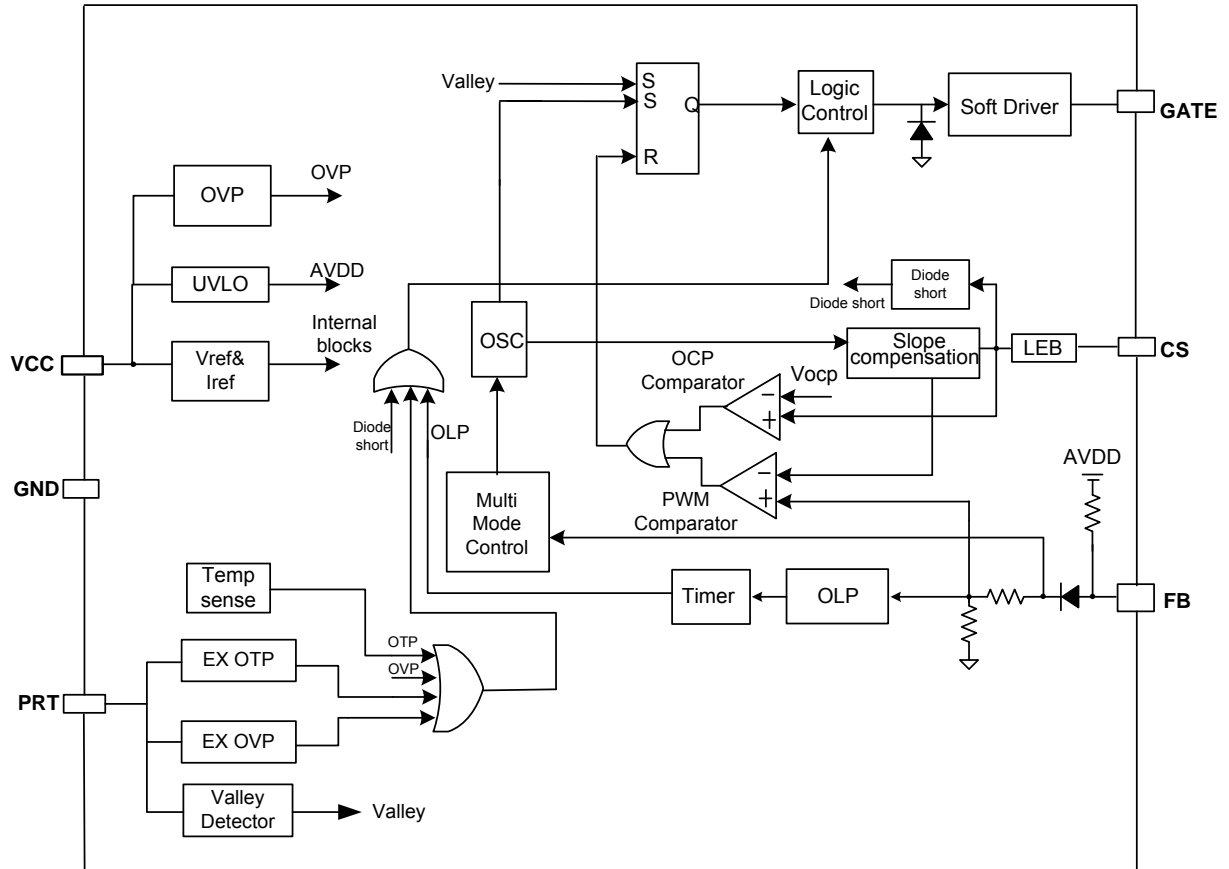 Valley
S
S
Q
R
Logic
Control
Soft Driver
GATE
OVP
OVP
UVLO
AVDD
Vref&
Iref
Internal
blocks
VCC
Diode
short
Diode short
OSC
Slope
compensation
LEB
CS
OCP
Comparator
Vocp
−
+
Diode
short
OLP
GND
Multi
Mode
Control
PWM
Comparator
−
+
AVDD
Temp
sense
Timer
OLP
FB
OTP
OVP
EX OTP
PRT
EX OVP
Valley
Detector
Valley